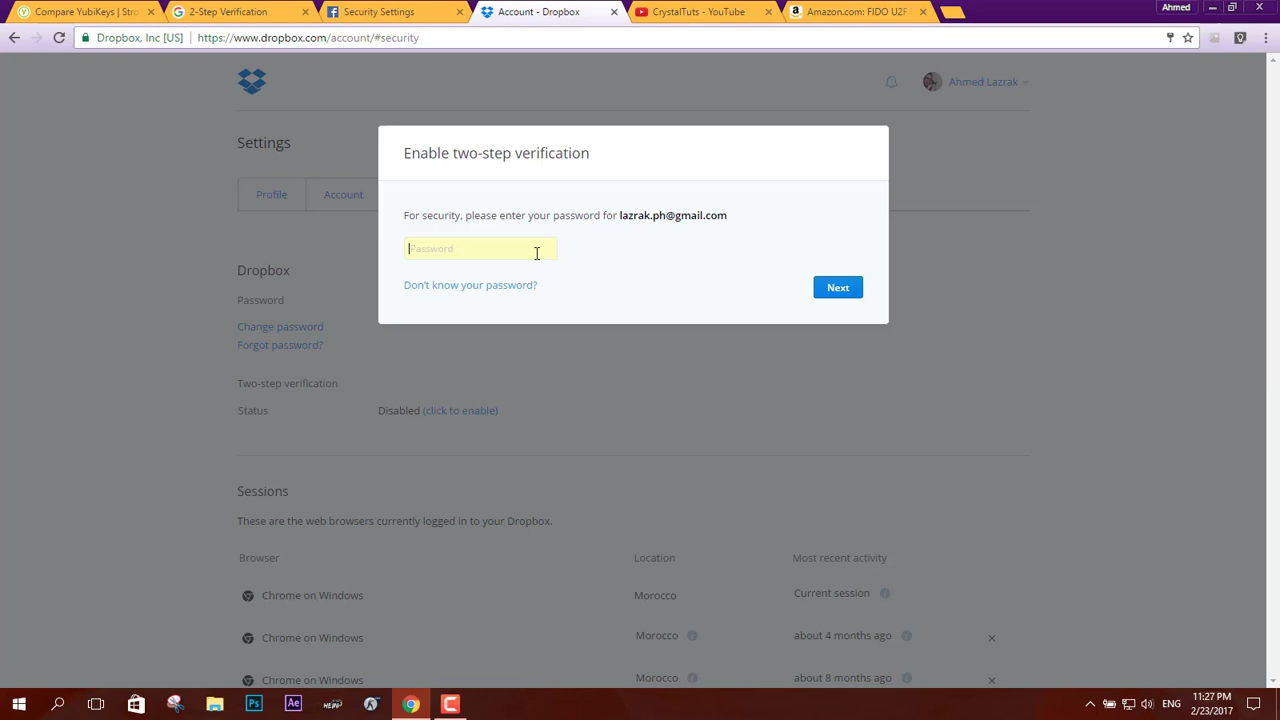 Compare YubiKeys | Stro
2-Step Verification
Security Settings
Account - Dropbox
CrystalTuts - YouTube
Amazon.com: FIDO U2F
Ahmed
Dropbox, Inc [US]
https://www.dropbox.com/account/#security
Ahmed Lazrak
Settings
Profile
Account
Enable two-step verification
For security, please enter your password for lazrak.ph@gmail.com
Password
Don't know your password?
Next
Dropbox
Password
Change password
Forgot password?
Two-step verification
Status
Disabled (click to enable)
Sessions
These are the web browsers currently logged in to your Dropbox.
Browser
Location
Most recent activity
Chrome on Windows
Morocco
Current session
Chrome on Windows
Morocco
about 4 months ago
Chrome on Windows
Morocco
about 8 months ago
Ps
Ae
ENG
11:27 PM
2/23/2017